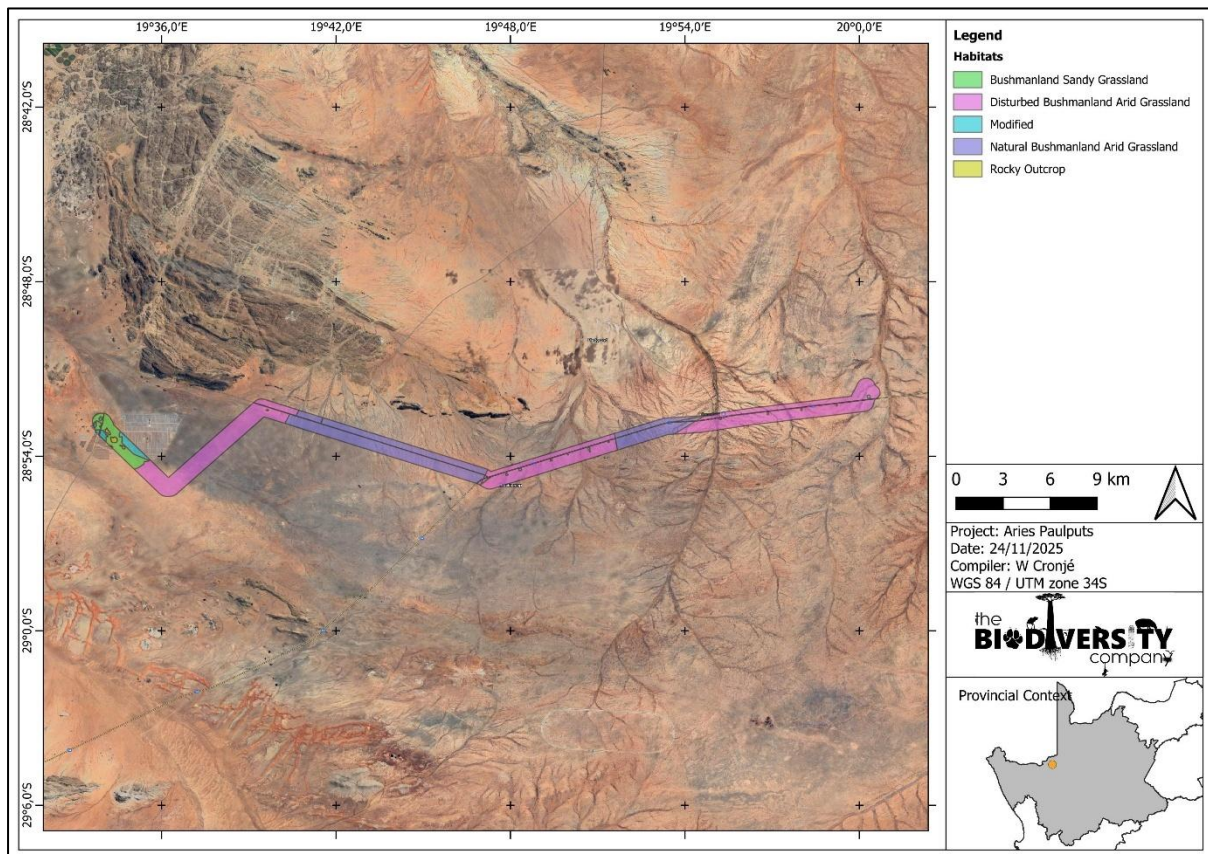 19°36,0'E
19°42,0'E
19°48,0'E
19°54,0'E
20°0,0'E
28°42,0'S
28°48,0'S
28°54,0'S
29°0,0'S
29°6,0'S
Legend
Habitats
Bushmanland Sandy Grassland
Disturbed Bushmanland Arid Grassland
Modified
Natural Bushmanland Arid Grassland
Rocky Outcrop
0 3 6 9 km
Project: Aries Paulputs
Date: 24/11/2025
Compiler: W Cronjé
WGS 84 / UTM zone 34S
the
BIODIVERSITY
company
Provincial Context